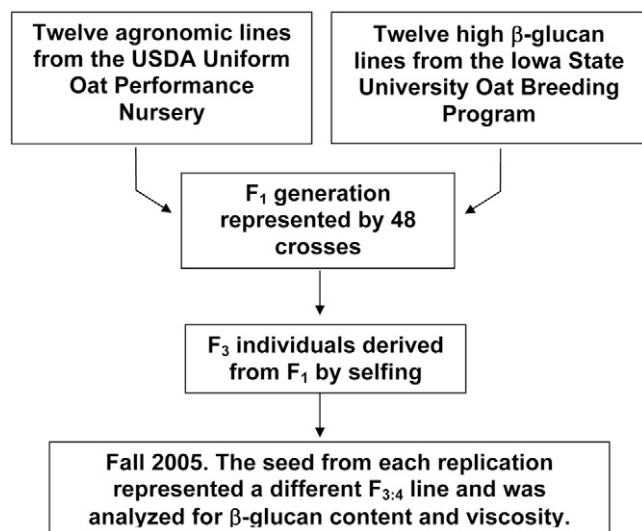 Twelve agronomic lines
from the USDA Uniform
Oat Performance
Nursery
Twelve high β-glucan
lines from the Iowa State
University Oat Breeding
Program
F₁ generation
represented by 48
crosses
F₃ individuals derived
from F₁ by selfing
Fall 2005. The seed from each replication
represented a different F₃:₄ line and was
analyzed for β-glucan content and viscosity.